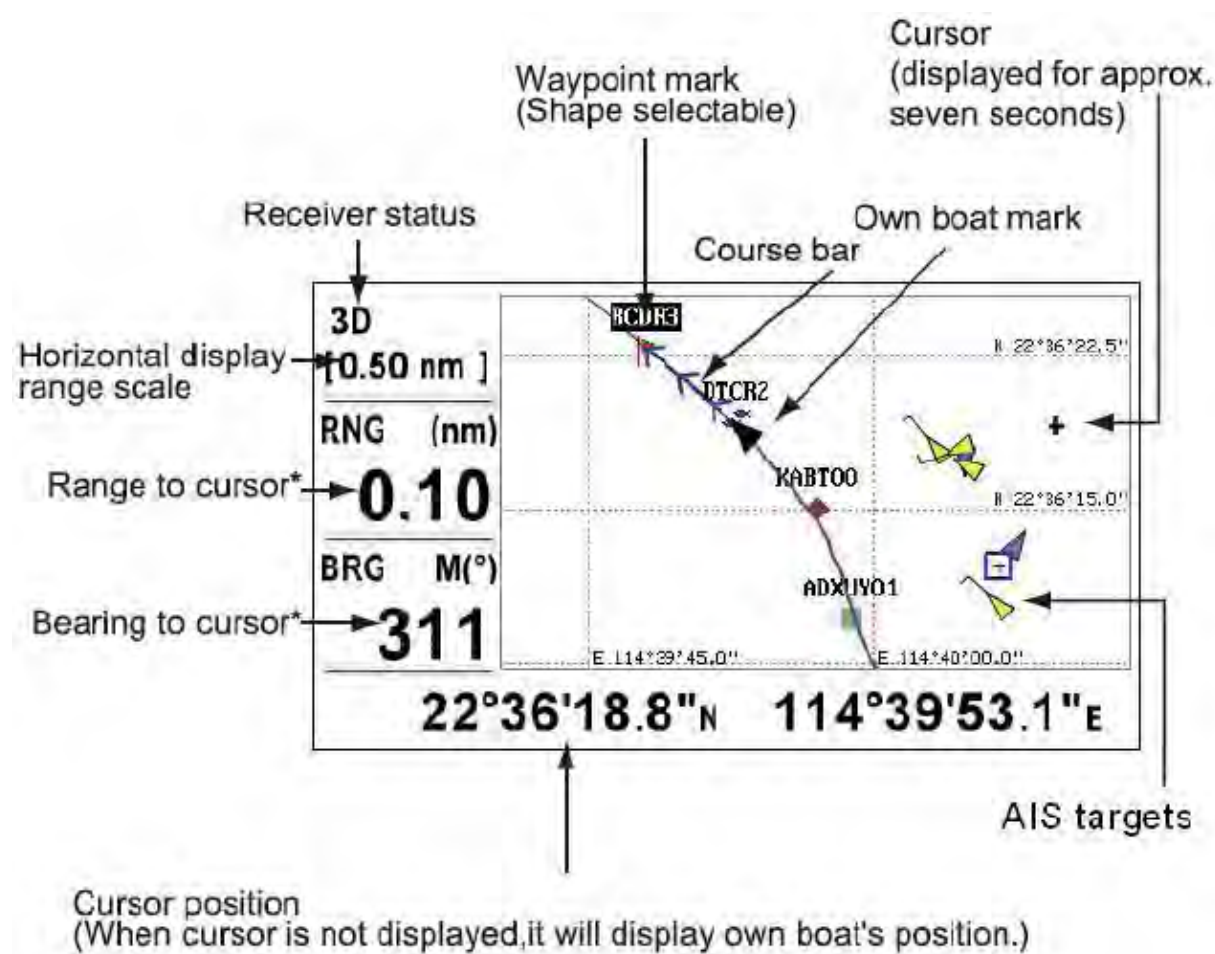 Cursor
(displayed for approx.
seven seconds)
Waypoint mark
(Shape selectable)
Receiver status
Own boat mark
Course bar
3D
Horizontal display
range scale
[0.50 nm ]
DTCR2
22°36'22.5"
RNG (nm)
Range to cursor*
0.10
KABTOO
22°36'15.0"
BRG M(°)
Bearing to cursor*
311
E 114°39'45.0"
E 114°40'00.0"
22°36'18.8"N 114°39'53.1"E
AIS targets
Cursor position
(When cursor is not displayed,it will display own boat's position.)